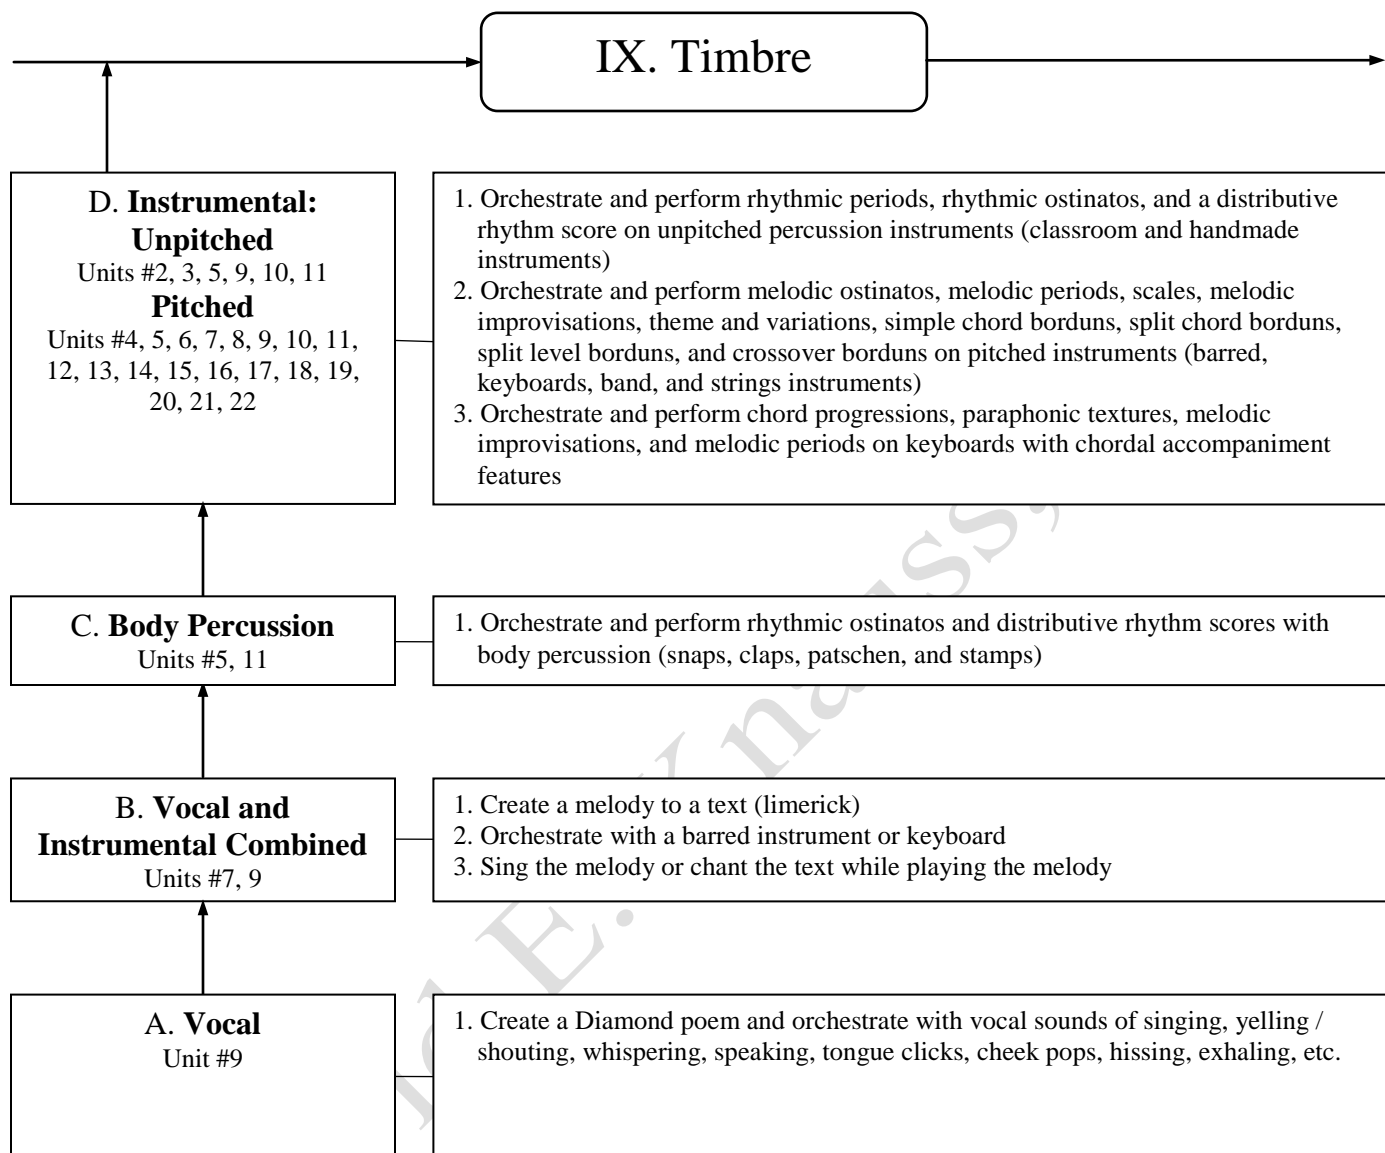 IX. Timbre
D. Instrumental:
Unpitched
Units #2, 3, 5, 9, 10, 11
Pitched
Units #4, 5, 6, 7, 8, 9, 10, 11,
12, 13, 14, 15, 16, 17, 18, 19,
20, 21, 22
1. Orchestrate and perform rhythmic periods, rhythmic ostinatos, and a distributive
rhythm score on unpitched percussion instruments (classroom and handmade
instruments)
2. Orchestrate and perform melodic ostinatos, melodic periods, scales, melodic
improvisations, theme and variations, simple chord borduns, split chord borduns,
split level borduns, and crossover borduns on pitched instruments (barred,
keyboards, band, and strings instruments)
3. Orchestrate and perform chord progressions, paraphonic textures, melodic
improvisations, and melodic periods on keyboards with chordal accompaniment
features
C. Body Percussion
Units #5, 11
1. Orchestrate and perform rhythmic ostinatos and distributive rhythm scores with
body percussion (snaps, claps, patschen, and stamps)
B. Vocal and
Instrumental Combined
Units #7, 9
1. Create a melody to a text (limerick)
2. Orchestrate with a barred instrument or keyboard
3. Sing the melody or chant the text while playing the melody
A. Vocal
Unit #9
1. Create a Diamond poem and orchestrate with vocal sounds of singing, yelling /
shouting, whispering, speaking, tongue clicks, cheek pops, hissing, exhaling, etc.
E. Knauss,